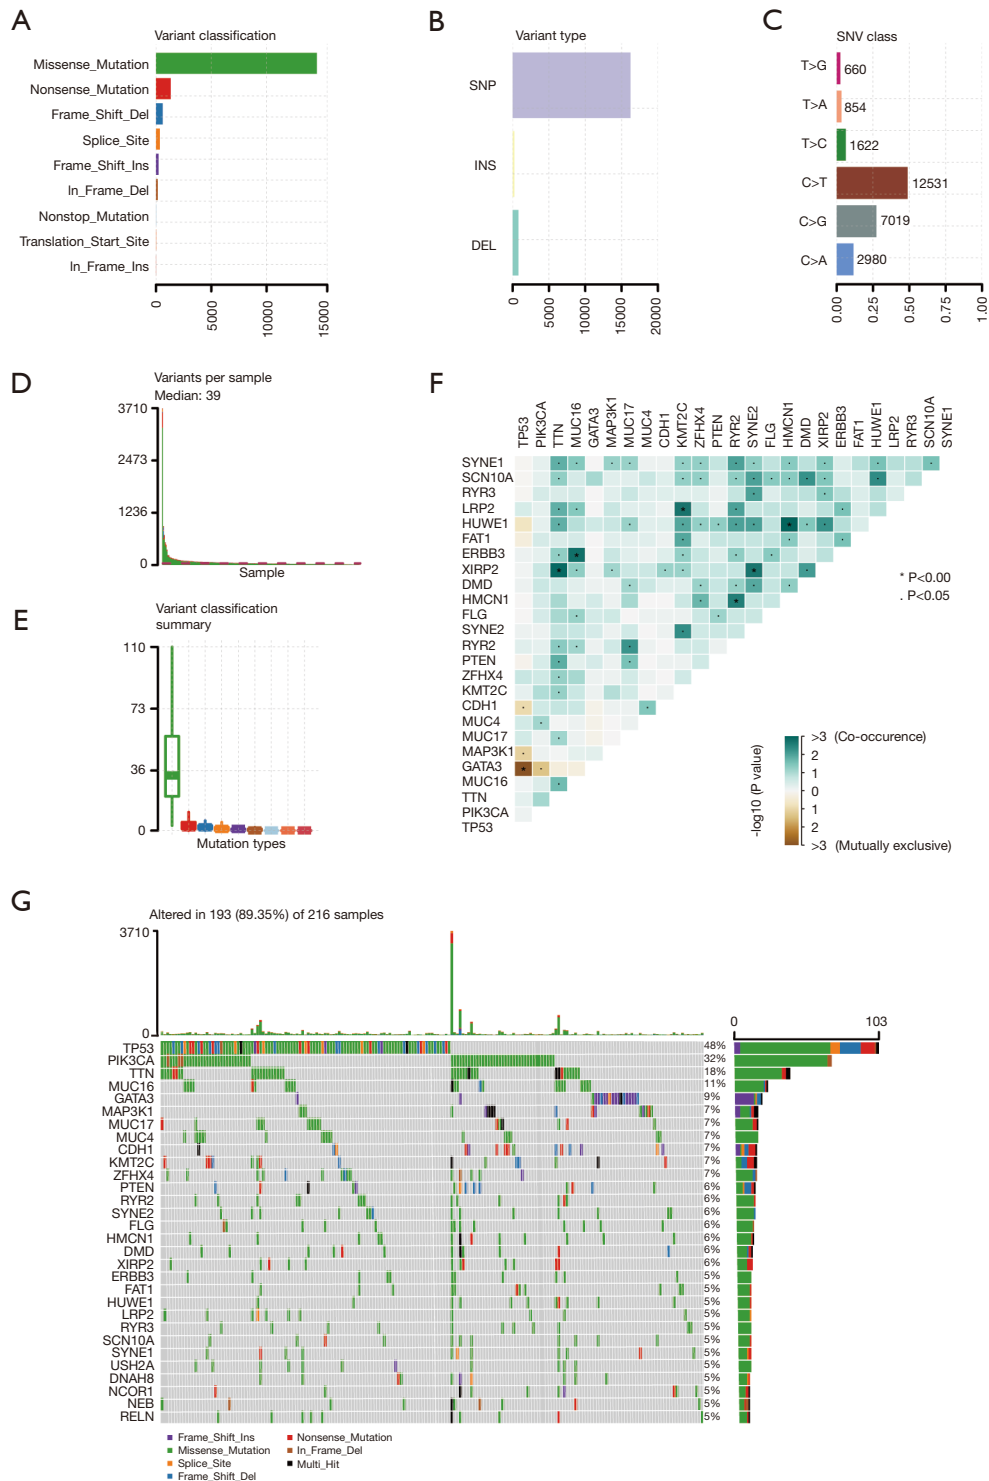 A
Variant classification
Missense_Mutation
Nonsense_Mutation
Frame_Shift_Del
Splice_Site
Frame_Shift_Ins
In_Frame_Del
Nonstop_Mutation
Translation_Start_Site
In_Frame_Ins
0
5000
10000
15000
B
Variant type
SNP
INS
DEL
0
5000
10000
15000
20000
C
SNV class
T>G 660
T>A 854
T>C 1622
C>T 12531
C>G 7019
C>A 2980
0.00
0.25
0.50
0.75
1.00
D
Variants per sample
Median: 39
3710
2473
1236
0
Sample
E
Variant classification
summary
110
73
36
0
Mutation types
F
TP53
PIK3CA
TTN
MUC16
GATA3
MAP3K1
MUC17
MUC4
CDH1
KMT2C
ZFHX4
PTEN
RYR2
SYNE2
FLG
HMCN1
DMD
XIRP2
ERBB3
FAT1
HUWE1
LRP2
RYR3
SCN10A
SYNE1
SYNE1
SCN10A
RYR3
LRP2
HUWE1
FAT1
ERBB3
XIRP2
DMD
HMCN1
FLG
SYNE2
RYR2
PTEN
ZFHX4
KMT2C
CDH1
MUC4
MUC17
MAP3K1
GATA3
MUC16
TTN
PIK3CA
TP53
* P<0.00
. P<0.05
-log10 (P value)
>3 (Co-occurence)
2
1
0
1
2
>3 (Mutually exclusive)
G
Altered in 193 (89.35%) of 216 samples
3710
0
0 103
TP53 48%
PIK3CA 32%
TTN 18%
MUC16 11%
GATA3 9%
MAP3K1 7%
MUC17 7%
MUC4 7%
CDH1 7%
KMT2C 7%
ZFHX4 7%
PTEN 6%
RYR2 6%
SYNE2 6%
FLG 6%
HMCN1 6%
DMD 6%
XIRP2 6%
ERBB3 5%
FAT1 5%
HUWE1 5%
LRP2 5%
RYR3 5%
SCN10A 5%
SYNE1 5%
USH2A 5%
DNAH8 5%
NCOR1 5%
NEB 5%
RELN 5%
Frame_Shift_Ins
Missense_Mutation
Splice_Site
Frame_Shift_Del
Nonsense_Mutation
In_Frame_Del
Multi_Hit